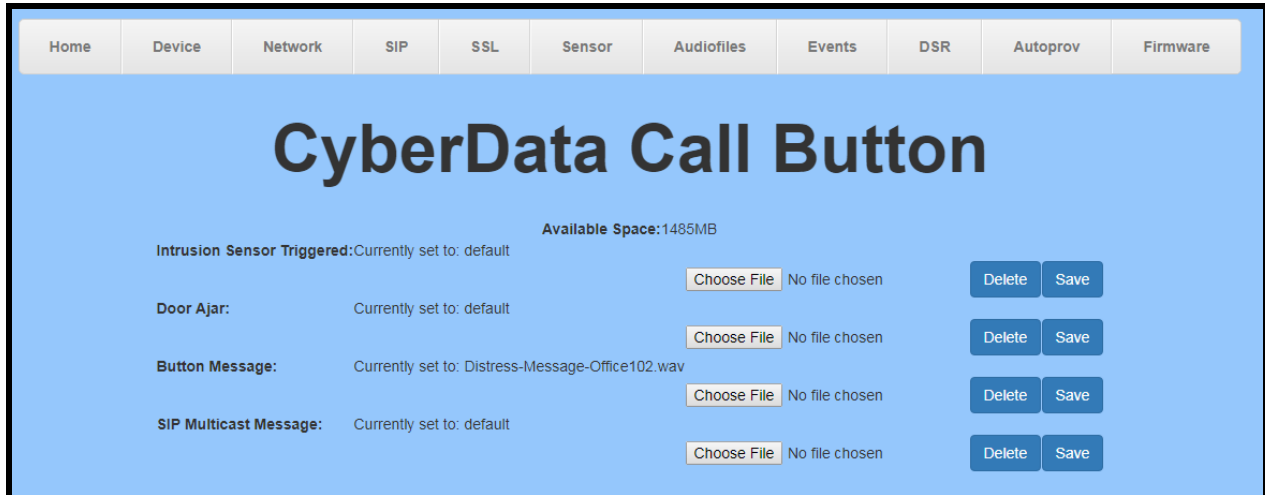 Home Device Network SIP SSL Sensor Audiofiles Events DSR Autoprov Firmware
CyberData Call Button
Available Space:1485MB
Intrusion Sensor Triggered:Currently set to: default
Choose File No file chosen Delete Save
Door Ajar: Currently set to: default
Choose File No file chosen Delete Save
Button Message: Currently set to: Distress-Message-Office102.wav
Choose File No file chosen Delete Save
SIP Multicast Message: Currently set to: default
Choose File No file chosen Delete Save